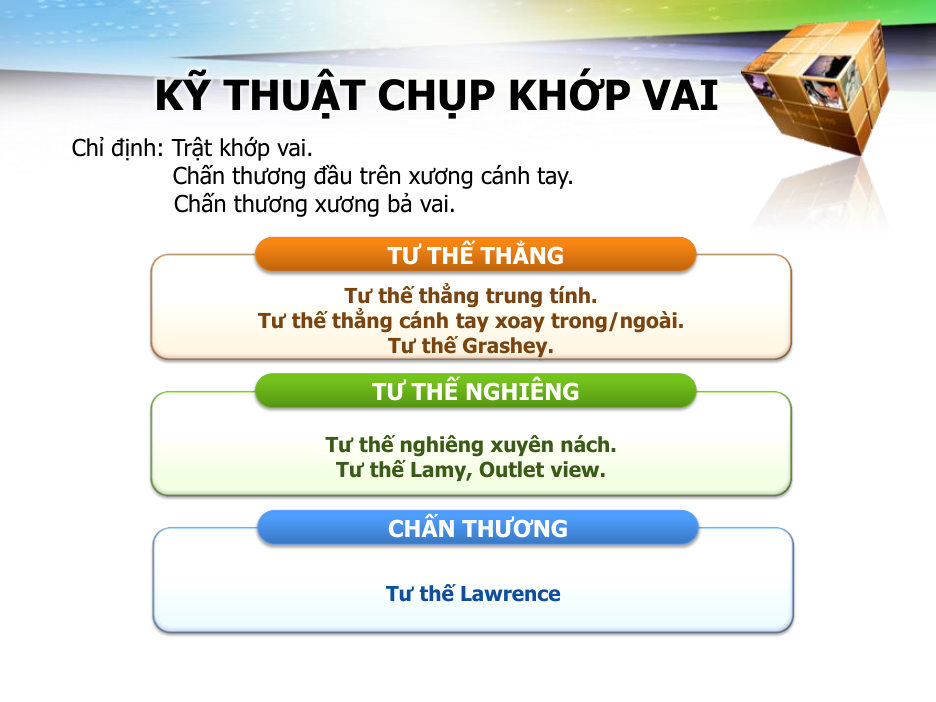 KỸ THUẬT CHỤP KHỚP VAI
Chỉ định: Trật khớp vai.
Chấn thương đầu trên xương cánh tay.
Chấn thương xương bả vai.
TƯ THẾ THẲNG
Tư thế thẳng trung tính.
Tư thế thẳng cánh tay xoay trong/ngoài.
Tư thế Grashey.
TƯ THẾ NGHIÊNG
Tư thế nghiêng xuyên nách.
Tư thế Lamy, Outlet view.
CHẤN THƯƠNG
Tư thế Lawrence